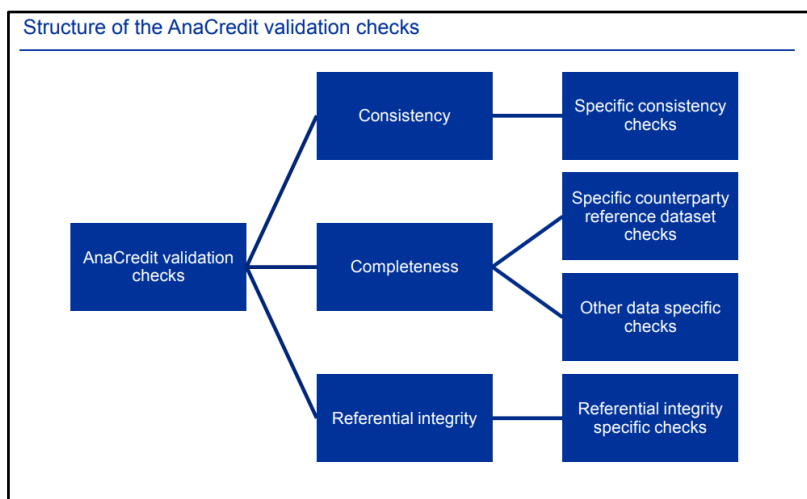 Structure of the AnaCredit validation checks
Consistency
Specific consistency
checks
Specific counterparty
reference dataset
checks
AnaCredit validation
checks
Completeness
Other data specific
checks
Referential integrity
Referential integrity
specific checks